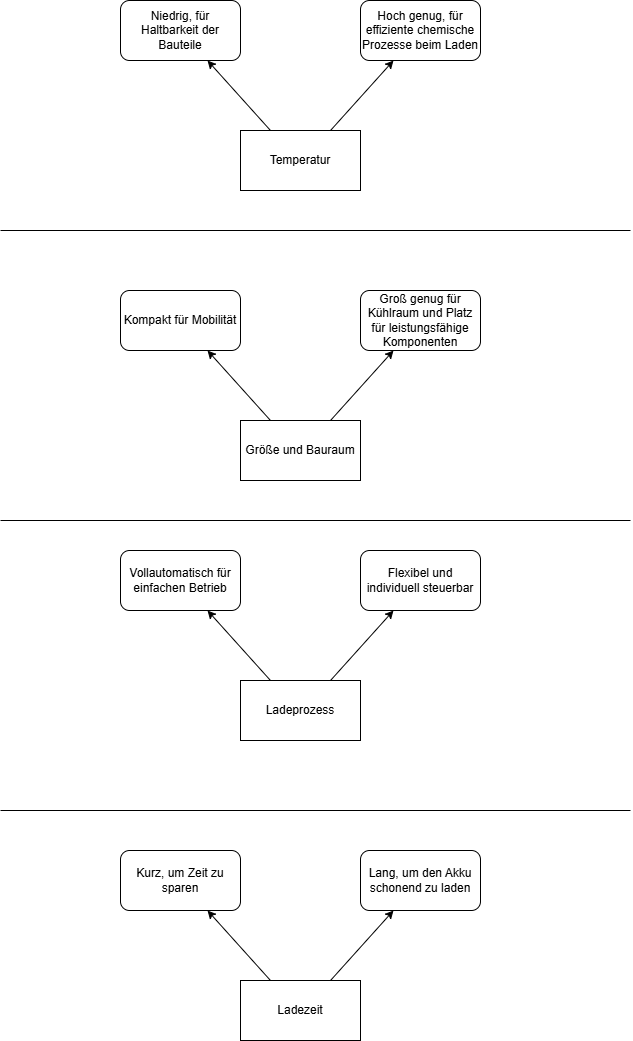 Niedrig, für
Haltbarkeit der
Bauteile
Hoch genug, für
effiziente chemische
Prozesse beim Laden
Temperatur
Kompakt für Mobilität
Groß genug für
Kühlraum und Platz
für leistungsfähige
Komponenten
Größe und Bauraum
Vollautomatisch für
einfachen Betrieb
Flexibel und
individuell steuerbar
Ladeprozess
Kurz, um Zeit zu
sparen
Lang, um den Akku
schonend zu laden
Ladezeit